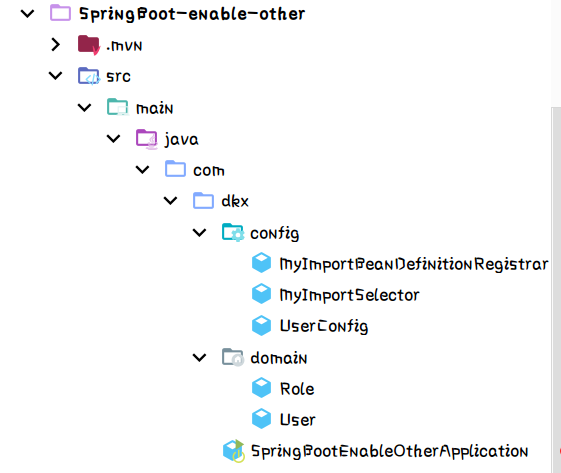 SpringBoot-enable-other
.mvn
src
main
java
com
dkx
config
MyImportBeanDefinitionRegistrar
MyImportSelector
UserConfig
domain
Role
User
SpringBootEnableOtherApplication